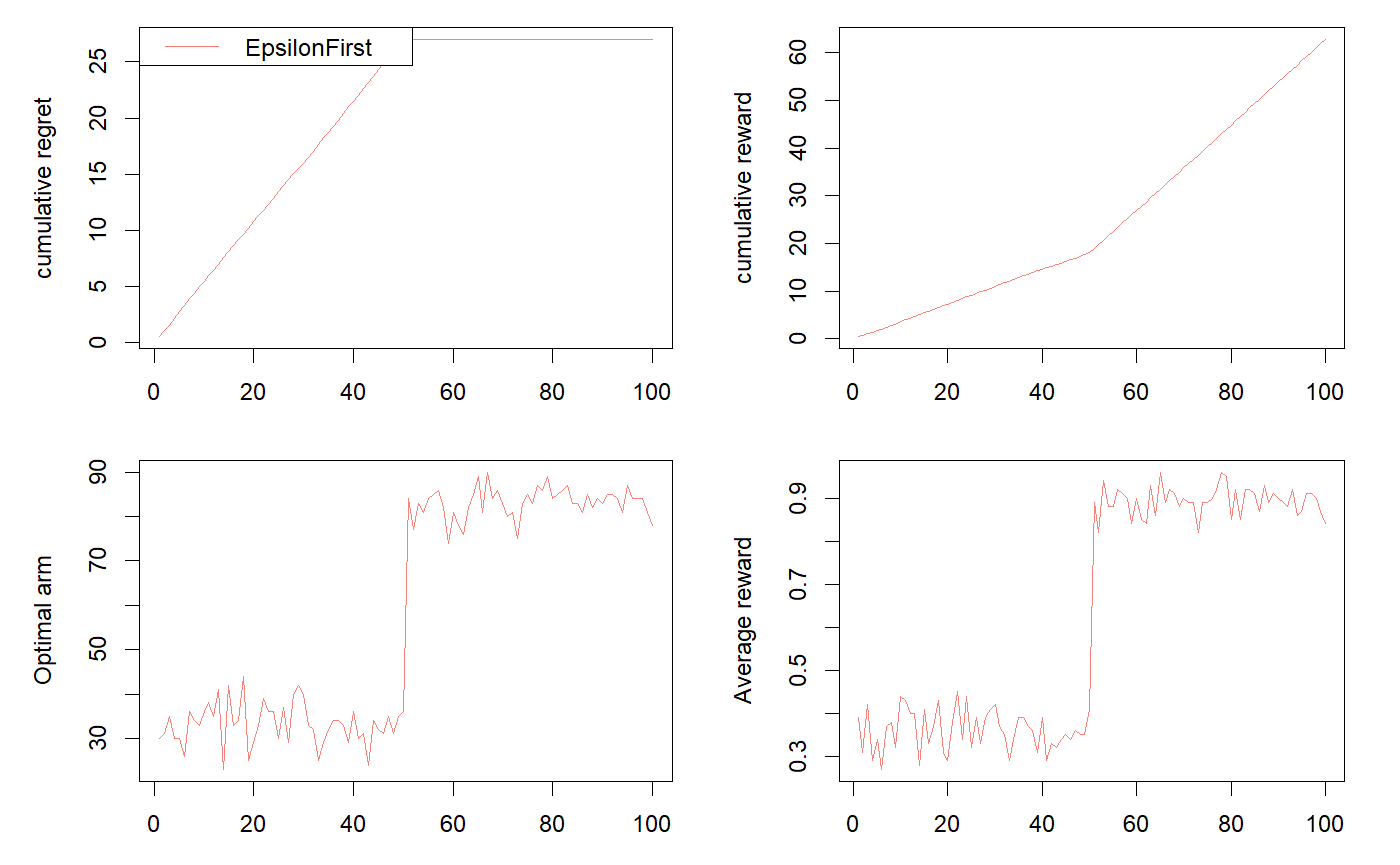 EpsilonFirst
cumulative regret
0 5 10 15 20 25
0 20 40 60 80 100
cumulative reward
0 10 20 30 40 50 60
0 20 40 60 80 100
Optimal arm
30 50 70 90
0 20 40 60 80 100
Average reward
0.3 0.5 0.7 0.9
0 20 40 60 80 100